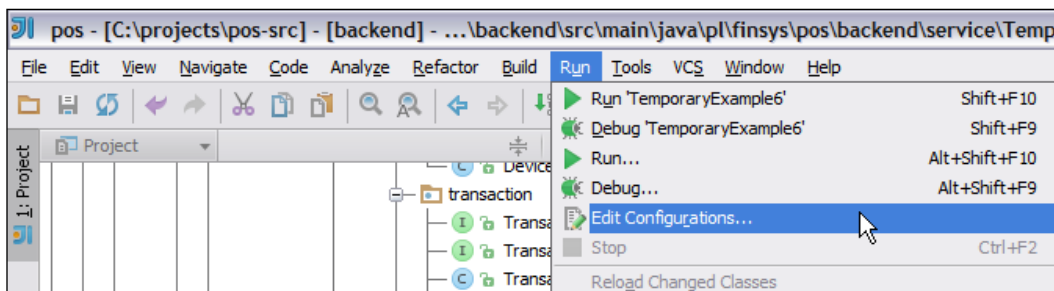 pos - [C:\projects\pos-src] - [backend] - ...\backend\src\main\java\pl\finsys\pos\backend\service\Temp
File Edit View Navigate Code Analyze Refactor Build Run Tools VCS Window Help
Run 'TemporaryExample6' Shift+F10
Debug 'TemporaryExample6' Shift+F9
Run... Alt+Shift+F10
Debug... Alt+Shift+F9
Edit Configurations...
Stop Ctrl+F2
Reload Changed Classes
1: Project
Project
C Device
transaction
I Transa
I Transa
C Transa